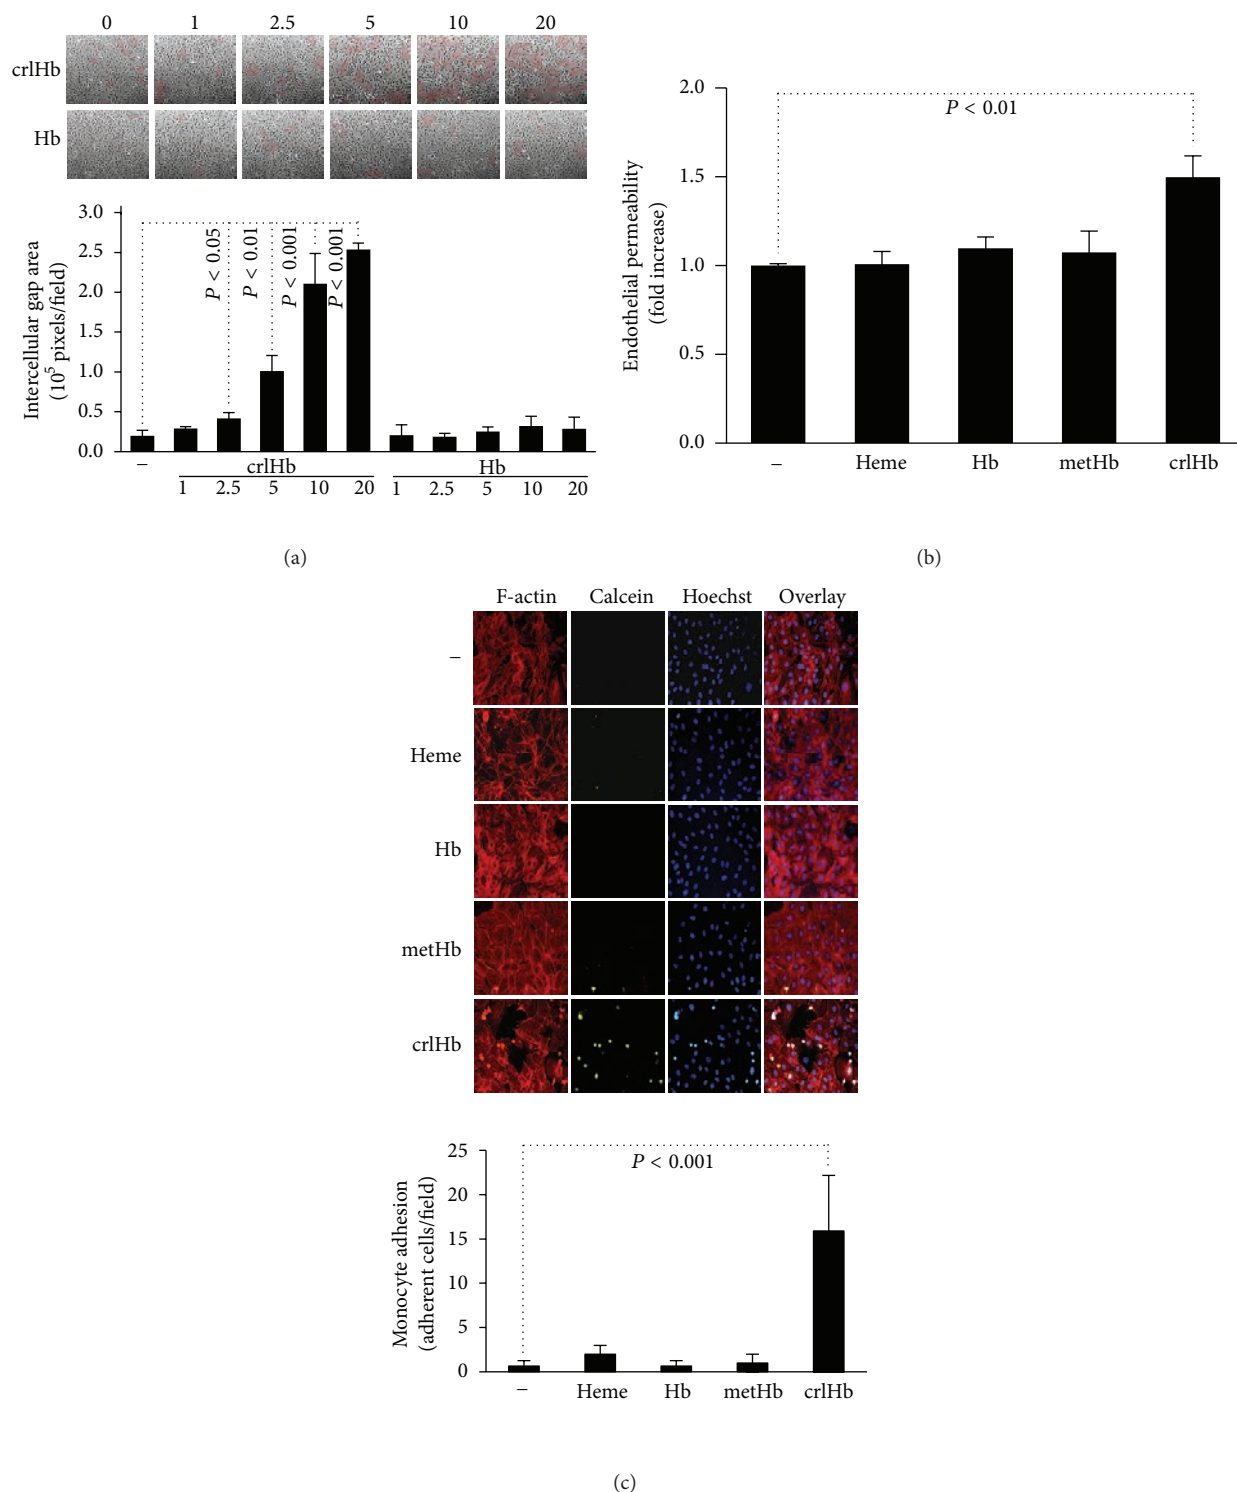 0 1 2.5 5 10 20
crlHb
Hb
Intercellular gap area
(10⁵ pixels/field)
3.0
2.5
2.0
1.5
1.0
0.5
0.0
P < 0.05
P < 0.01
P < 0.001
P < 0.001
– crlHb Hb
1 2.5 5 10 20 1 2.5 5 10 20
(a)
Endothelial permeability
(fold increase)
2.0
1.5
1.0
0.5
0.0
P < 0.01
– Heme Hb metHb crlHb
(b)
F-actin Calcein Hoechst Overlay
–
Heme
Hb
metHb
crlHb
Monocyte adhesion
(adherent cells/field)
25
20
15
10
5
0
P < 0.001
– Heme Hb metHb crlHb
(c)